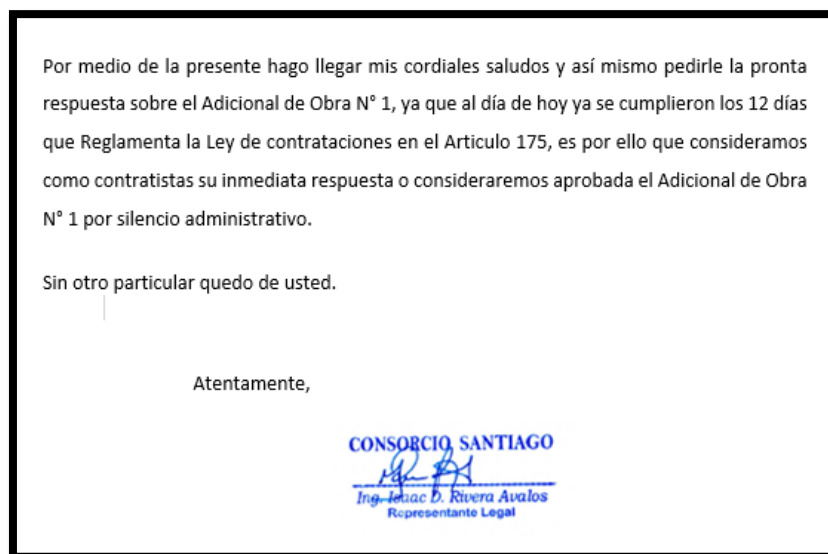 Por medio de la presente hago llegar mis cordiales saludos y así mismo pedirle la pronta
respuesta sobre el Adicional de Obra N° 1, ya que al día de hoy ya se cumplieron los 12 días
que Reglamenta la Ley de contrataciones en el Articulo 175, es por ello que consideramos
como contratistas su inmediata respuesta o consideraremos aprobada el Adicional de Obra
N° 1 por silencio administrativo.
Sin otro particular quedo de usted.
Atentamente,
CONSORCIO SANTIAGO
Ing. Isaac D. Rivera Avalos
Representante Legal